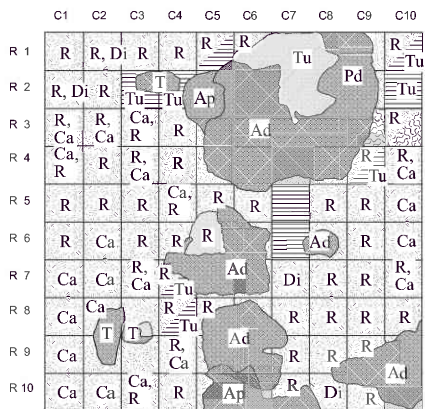 C1 C2 C3 C4 C5 C6 C7 C8 C9 C10
R 1 R R, Di R R R R Tu R Tu
R 2 R, Di R Tu T Tu Ap Pd Tu
R 3 R, Ca R, Ca Ca, R R Ad R
R 4 Ca, R R R, Ca R R Tu R, Ca
R 5 R R R Ca, R R R R R Ca
R 6 R Ca R R R Ad R Ca
R 7 Ca Ca R, Ca R Tu Ad Di R R, Ca
R 8 Ca Ca T T R Tu R Ad R R R R
R 9 Ca R, Ca R R R Ad
R 10 Ca Ca Ca, R R Ap R Di R